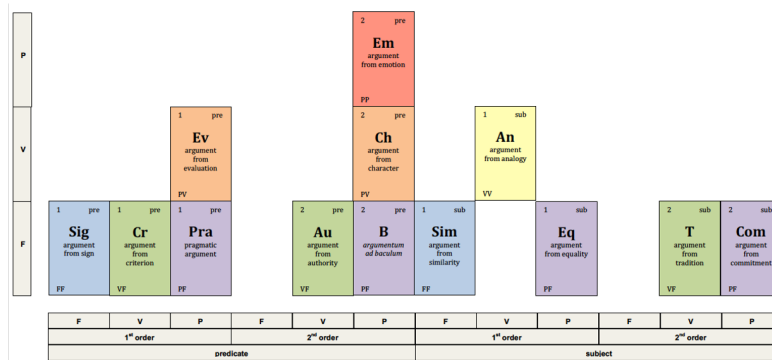 P
2 pre
Em
argument
from emotion
PP
V
1 pre
Ev
argument
from
evaluation
PV
2 pre
Ch
argument
from
character
PV
1 sub
An
argument
from analogy
VV
F
1 pre
Sig
argument
from sign
FF
1 pre
Cr
argument
from
criterion
VF
1 pre
Pra
pragmatic
argument
PF
2 pre
Au
argument
from
authority
VF
2 pre
B
argumentum
ad baculum
PF
1 sub
Sim
argument
from
similarity
FF
1 sub
Eq
argument
from equality
PF
2 sub
T
argument
from
tradition
VF
2 sub
Com
argument
from
commitment
PF
F V P F V P F V P F V P
1st order 2nd order 1st order 2nd order
predicate subject